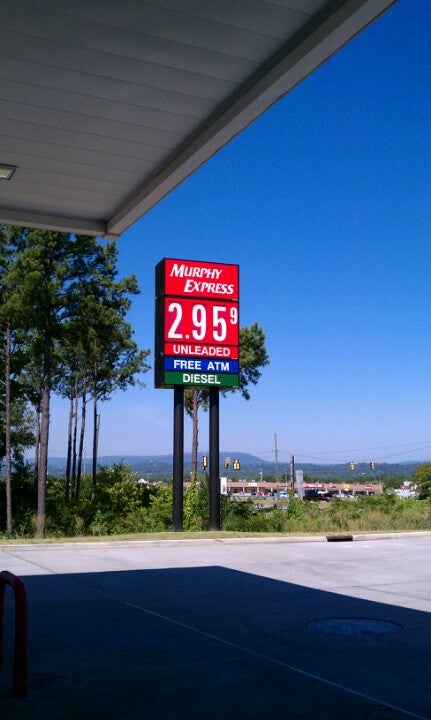 MURPHY
EXPRESS
2.95 9
UNLEADED
FREE ATM
DIESEL